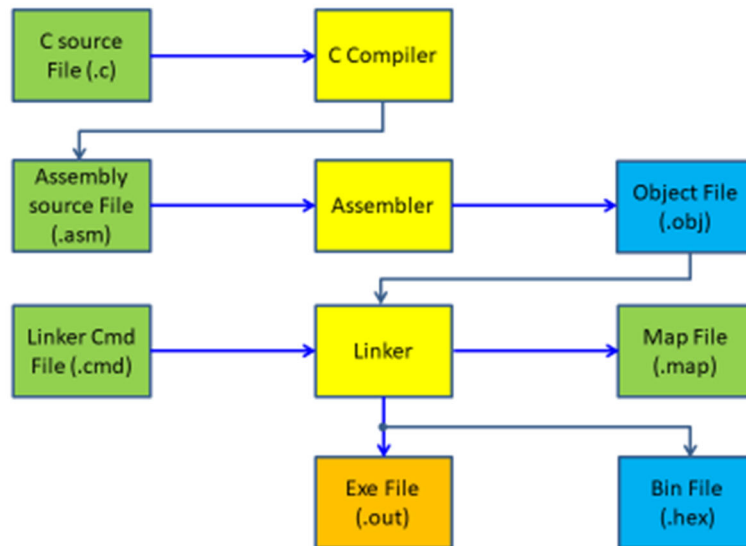 C source
File (.c)
C Compiler
Assembly
source File
(.asm)
Assembler
Object File
(.obj)
Linker Cmd
File (.cmd)
Linker
Map File
(.map)
Exe File
(.out)
Bin File
(.hex)